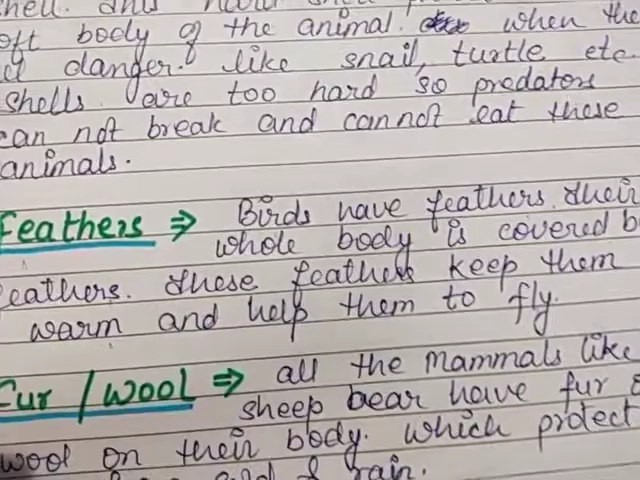 oft body of the animal. when the
danger. like snail, turtle etc.
shells are too hard so predators
can not break and cannot eat these
animals.
Feathers ⇒ Birds have feathers. their
whole body is covered b
eathers. these feathers keep them
warm and help them to fly.
Fur / wool ⇒ all the mammals like
sheep bear have fur
wool on their body. which protect
rain.